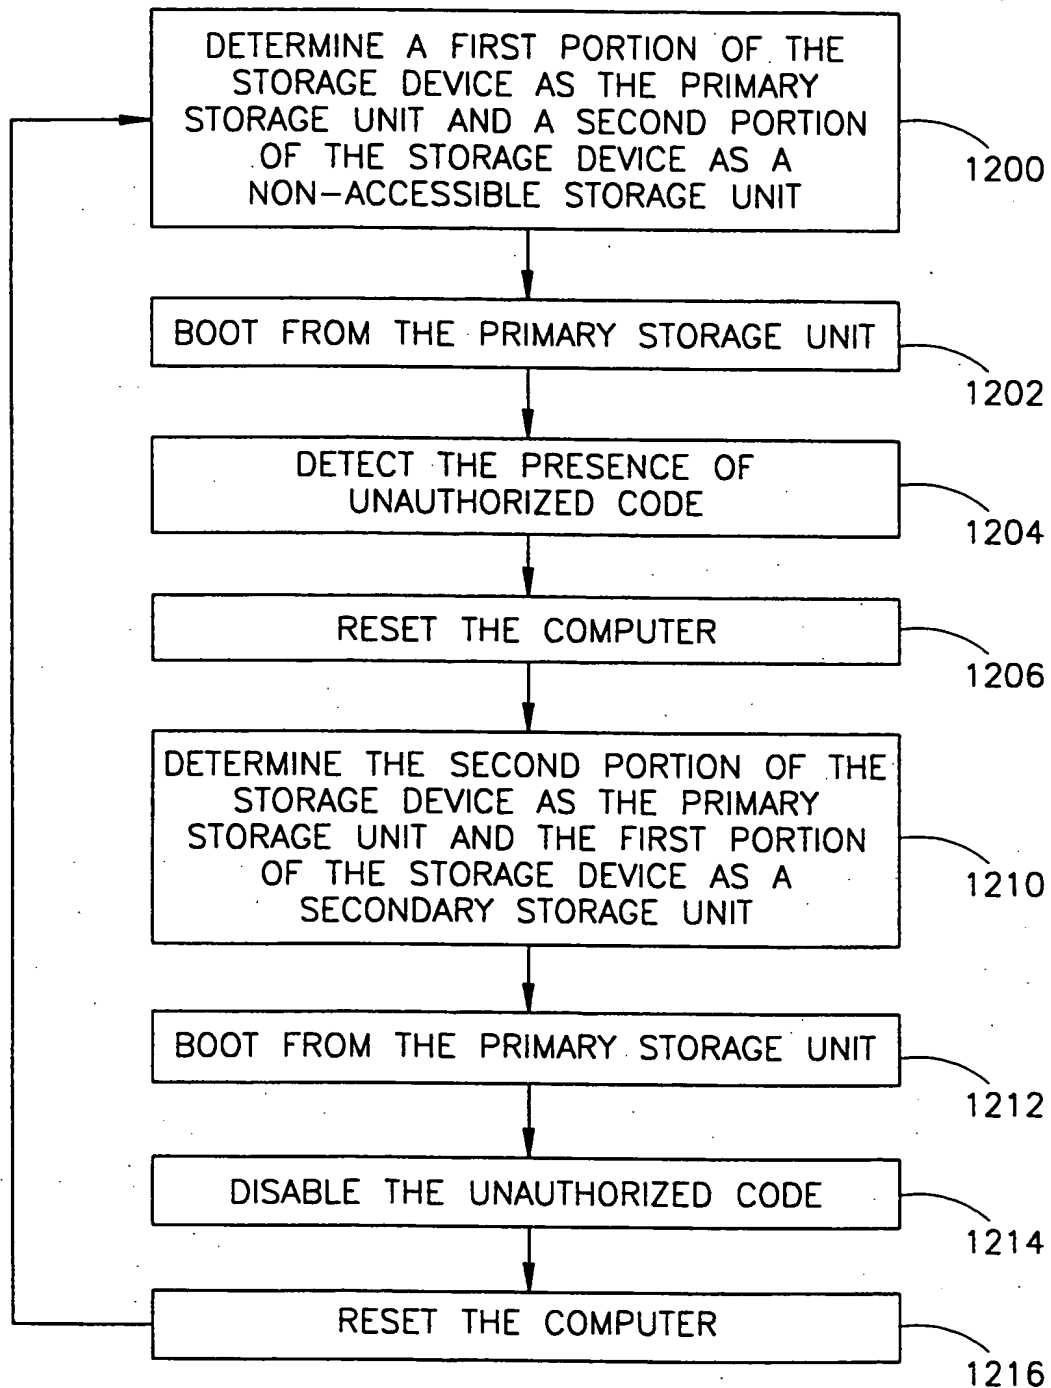 DETERMINE A FIRST PORTION OF THE
STORAGE DEVICE AS THE PRIMARY
STORAGE UNIT AND A SECOND PORTION
OF THE STORAGE DEVICE AS A
NON-ACCESSIBLE STORAGE UNIT
1200
BOOT FROM THE PRIMARY STORAGE UNIT
1202
DETECT THE PRESENCE OF
UNAUTHORIZED CODE
1204
RESET THE COMPUTER
1206
DETERMINE THE SECOND PORTION OF THE
STORAGE DEVICE AS THE PRIMARY
STORAGE UNIT AND THE FIRST PORTION
OF THE STORAGE DEVICE AS A
SECONDARY STORAGE UNIT
1210
BOOT FROM THE PRIMARY STORAGE UNIT
1212
DISABLE THE UNAUTHORIZED CODE
1214
RESET THE COMPUTER
1216